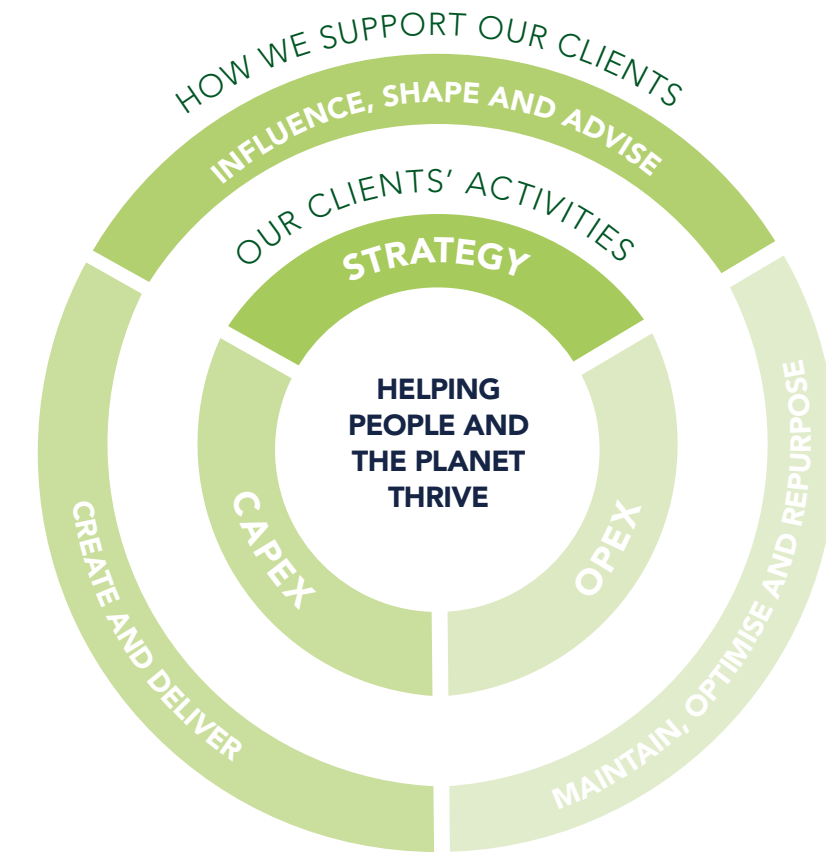 HOW WE SUPPORT OUR CLIENTS
INFLUENCE, SHAPE AND ADVISE
OUR CLIENTS’ ACTIVITIES
STRATEGY
HELPING
PEOPLE AND
THE PLANET
THRIVE
CAPEX
OPEX
CREATE AND DELIVER
MAINTAIN, OPTIMISE AND REPURPOSE